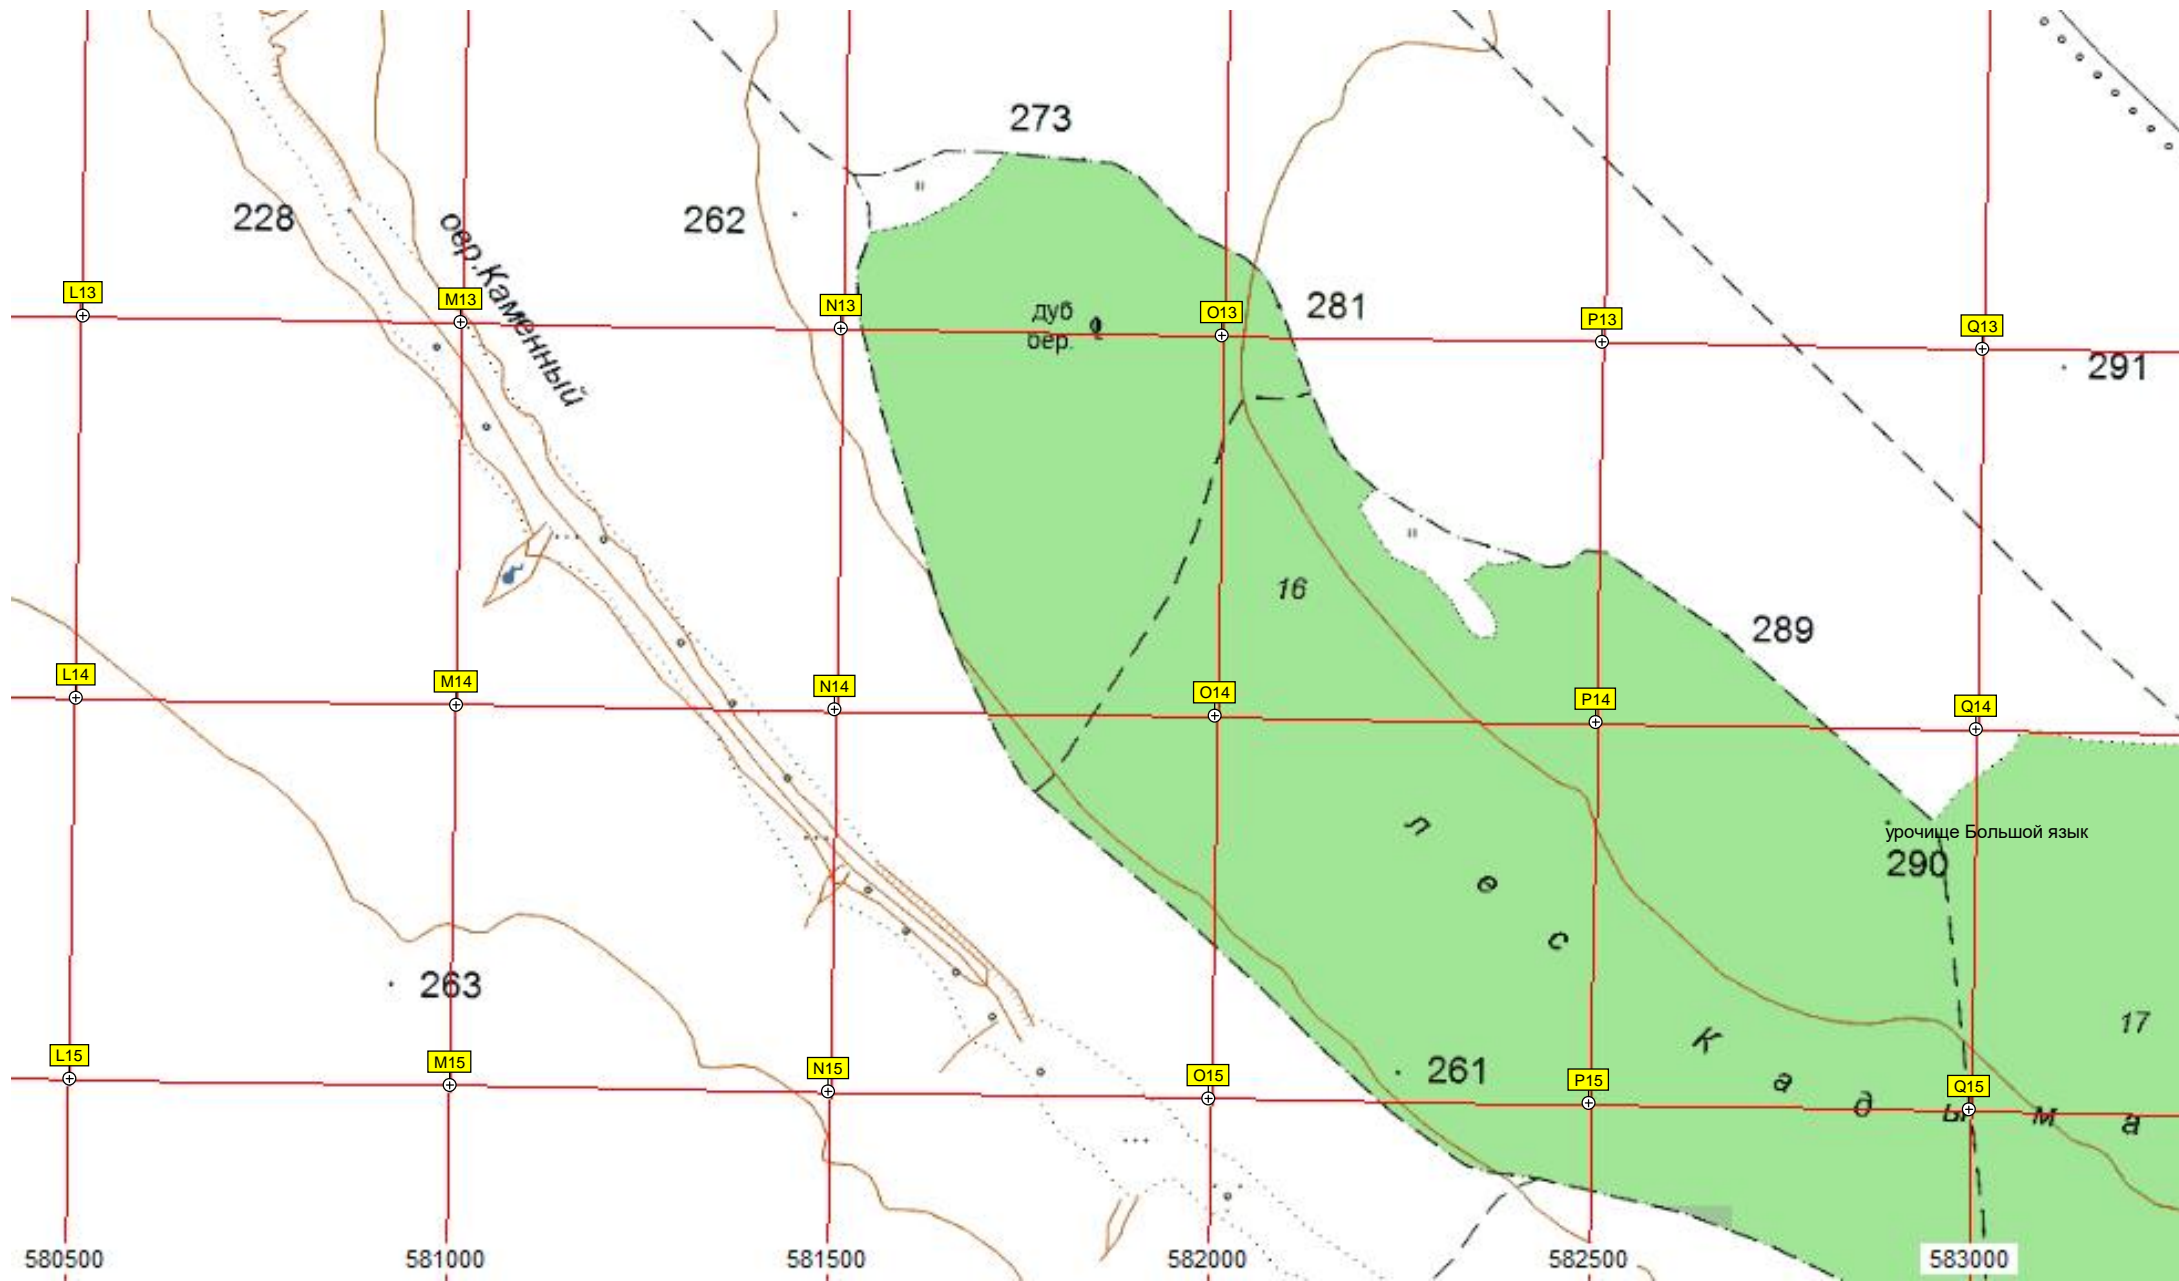 273
228
262
бер.Каменный
L13
M13
N13
O13
P13
Q13
дуб
бер.
281
291
16
289
L14
M14
N14
O14
P14
Q14
л
е
с
урочище Большой язык
290
263
17
К
а
д
ы
м
а
261
L15
M15
N15
O15
P15
Q15
580500
581000
581500
582000
582500
583000